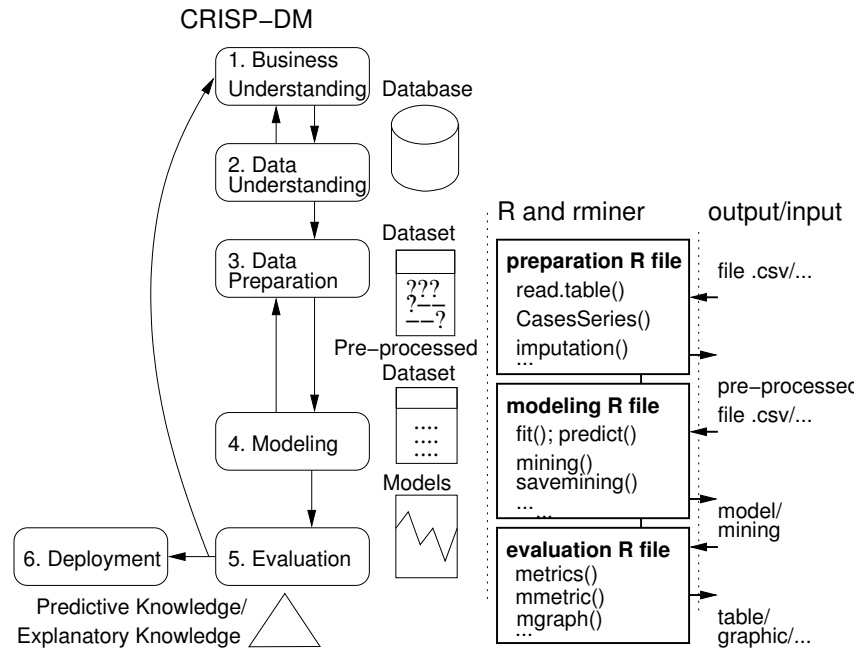 CRISP−DM
1. Business
Understanding
Database
2. Data
Understanding
3. Data
Preparation
Dataset
???
?−−
−−?
Pre−processed
Dataset
....
....
....
4. Modeling
Models
6. Deployment
5. Evaluation
Predictive Knowledge/
Explanatory Knowledge
R and rminer
preparation R file
read.table()
CasesSeries()
imputation()
...
modeling R file
fit(); predict()
mining()
savemining()
...
...
evaluation R file
metrics()
mmetric()
mgraph()
...
output/input
file .csv/...
pre−processed
file .csv/...
model/
mining
table/
graphic/...